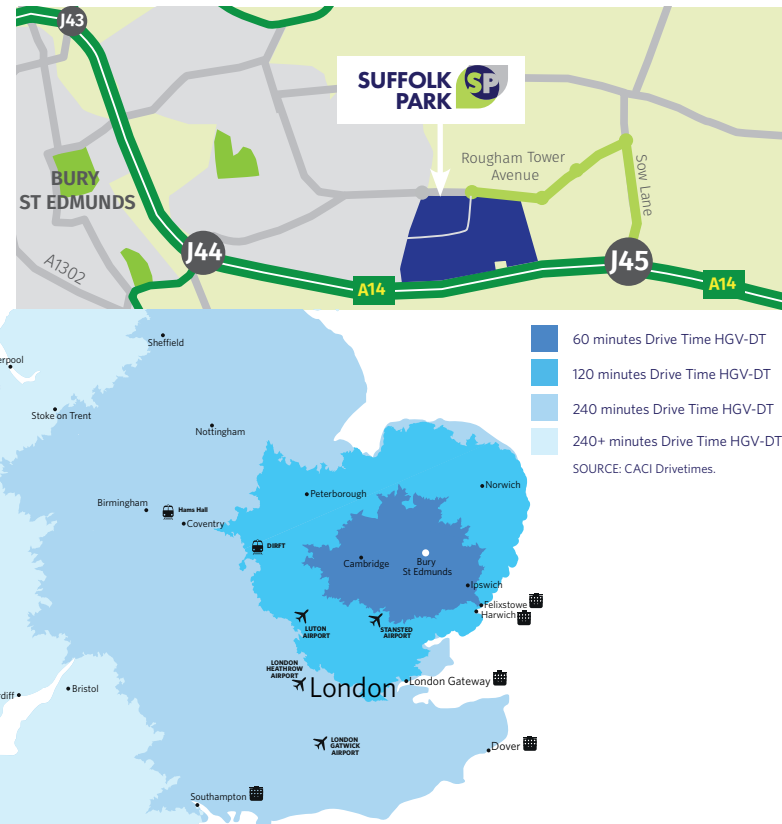 J43
SUFFOLK
PARK
SP
Rougham Tower
Avenue
Sow Lane
BURY
ST EDMUNDS
J44
J45
A1302
A14
A14
60 minutes Drive Time HGV-DT
120 minutes Drive Time HGV-DT
240 minutes Drive Time HGV-DT
240+ minutes Drive Time HGV-DT
SOURCE: CACI Drivetimes.
Sheffield
erpool
Stoke on Trent
Nottingham
Norwich
Peterborough
Birmingham
Hams Hall
Coventry
DIRFT
Cambridge
Bury
St Edmunds
Ipswich
Felixstowe
Harwich
LUTON
AIRPORT
STANSTED
AIRPORT
LONDON
HEATHROW
AIRPORT
London
London Gateway
Bristol
diff
LONDON
GATWICK
AIRPORT
Dover
Southampton